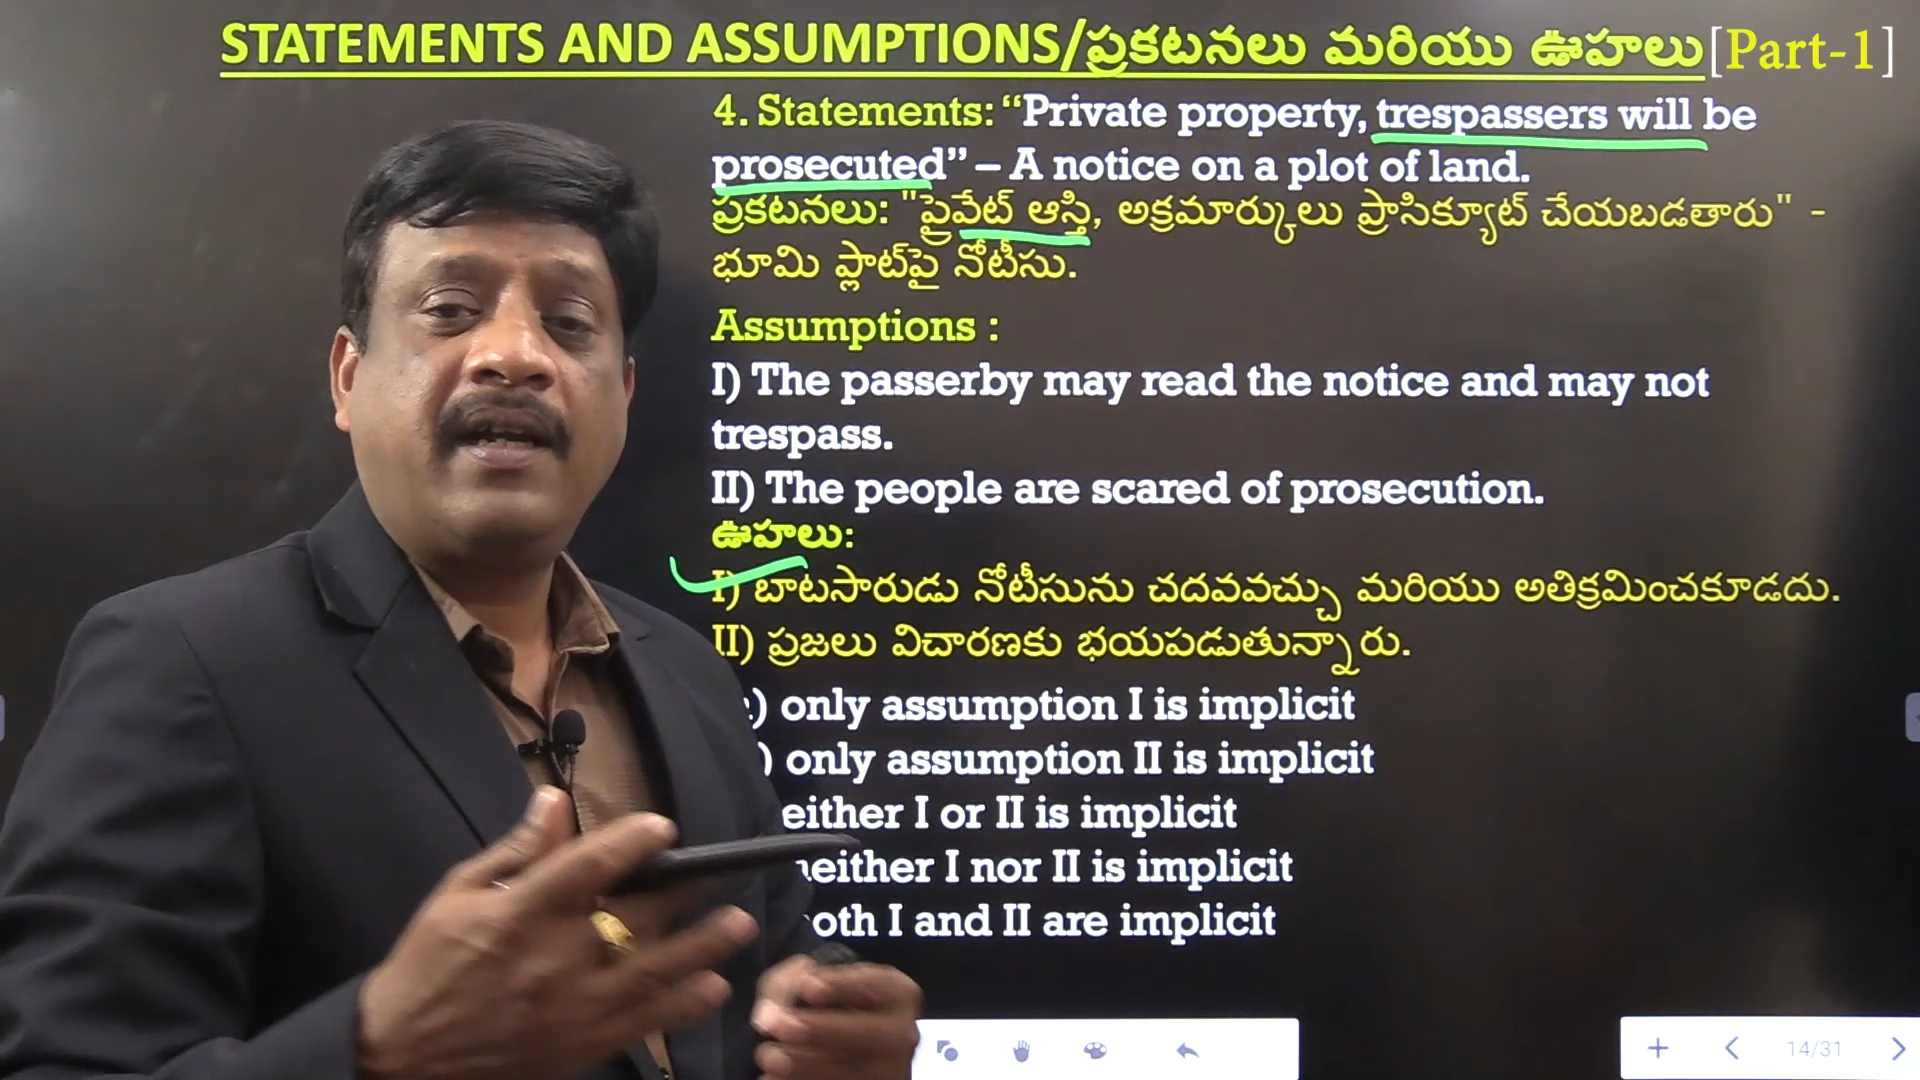 STATEMENTS AND ASSUMPTIONS/ప్రకటనలు మరియు ఊహలు[Part-1]
4. Statements: “Private property, trespassers will be
prosecuted” – A notice on a plot of land.
ప్రకటనలు: "ప్రైవేట్ ఆస్తి, అక్రమార్కులు ప్రాసిక్యూట్ చేయబడతారు" -
భూమి ప్లాట్‌పై నోటీసు.
Assumptions :
I) The passerby may read the notice and may not
trespass.
II) The people are scared of prosecution.
ఊహలు:
I) బాటసారుడు నోటీసును చదవవచ్చు మరియు అతిక్రమించకూడదు.
II) ప్రజలు విచారణకు భయపడుతున్నారు.
) only assumption I is implicit
) only assumption II is implicit
either I or II is implicit
neither I nor II is implicit
oth I and II are implicit
14/31